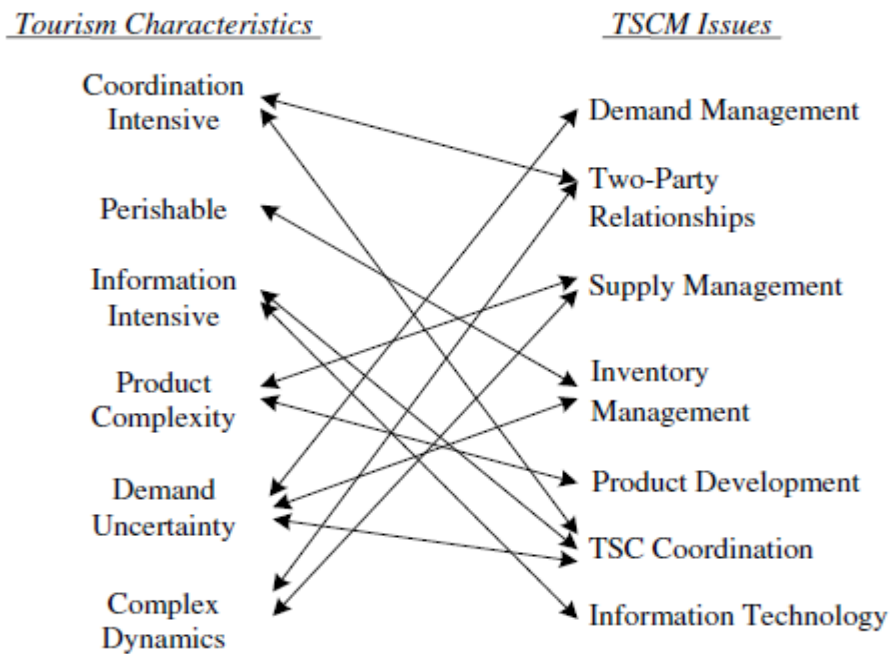 Tourism Characteristics
TSCM Issues
Coordination
Intensive
Perishable
Information
Intensive
Product
Complexity
Demand
Uncertainty
Complex
Dynamics
Demand Management
Two-Party
Relationships
Supply Management
Inventory
Management
Product Development
TSC Coordination
Information Technology